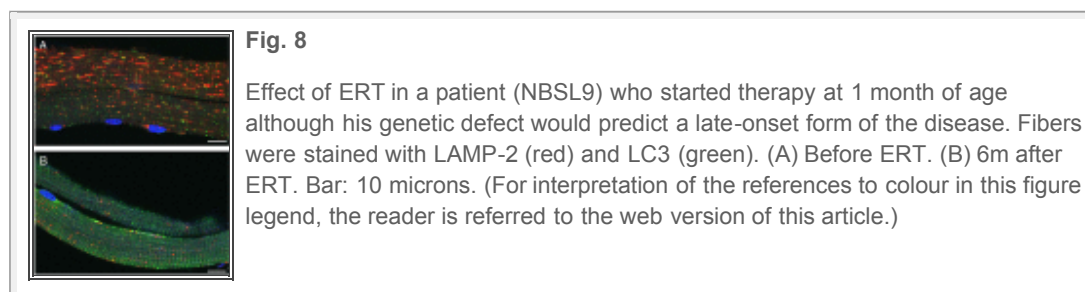 A
B
Fig. 8
Effect of ERT in a patient (NBSL9) who started therapy at 1 month of age
although his genetic defect would predict a late-onset form of the disease. Fibers
were stained with LAMP-2 (red) and LC3 (green). (A) Before ERT. (B) 6m after
ERT. Bar: 10 microns. (For interpretation of the references to colour in this figure
legend, the reader is referred to the web version of this article.)